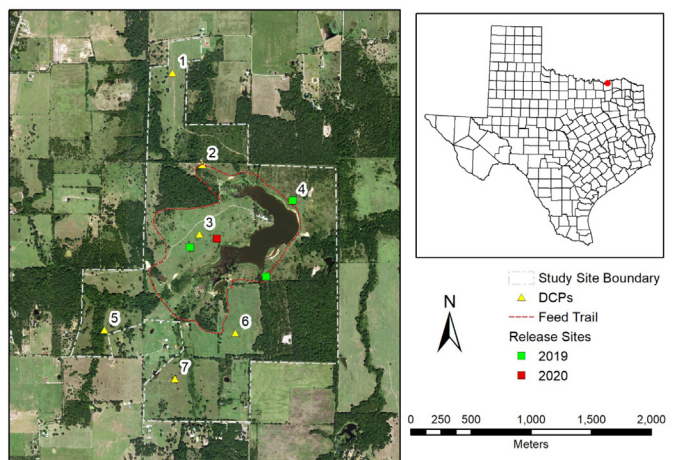 1
2
4
3
5
6
7
Study Site Boundary
DCPs
Feed Trail
Release Sites
2019
2020
N
0 500 1,000 1,500 2,000
Meters